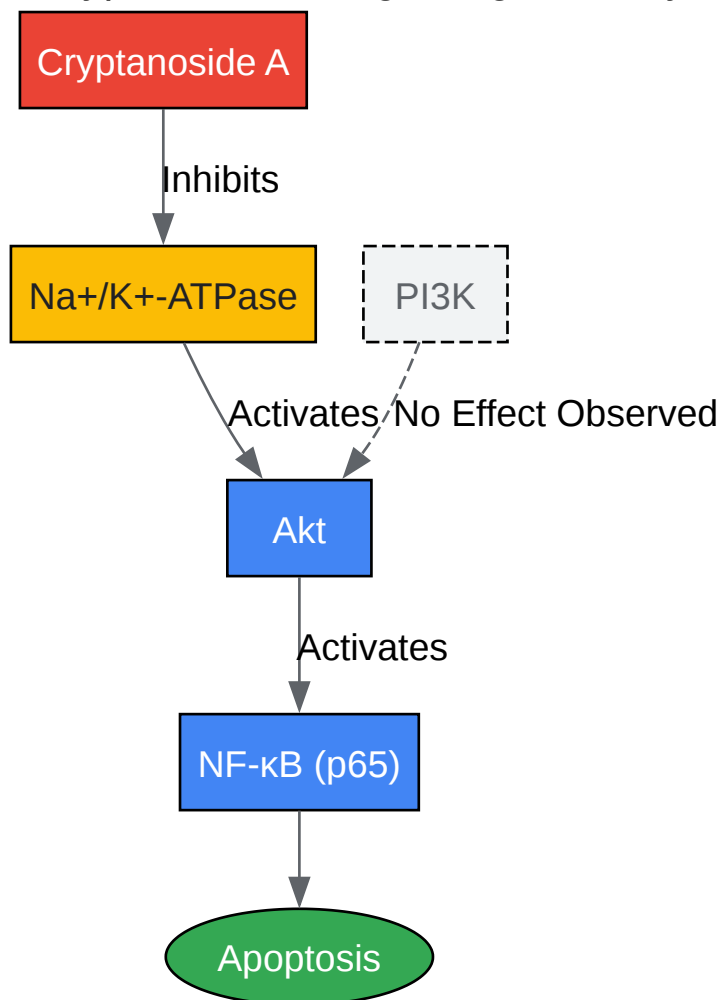 Cryptanoside A
Inhibits
Na+/K+-ATPase
PI3K
Activates
No Effect Observed
Akt
Activates
NF-κB (p65)
Apoptosis